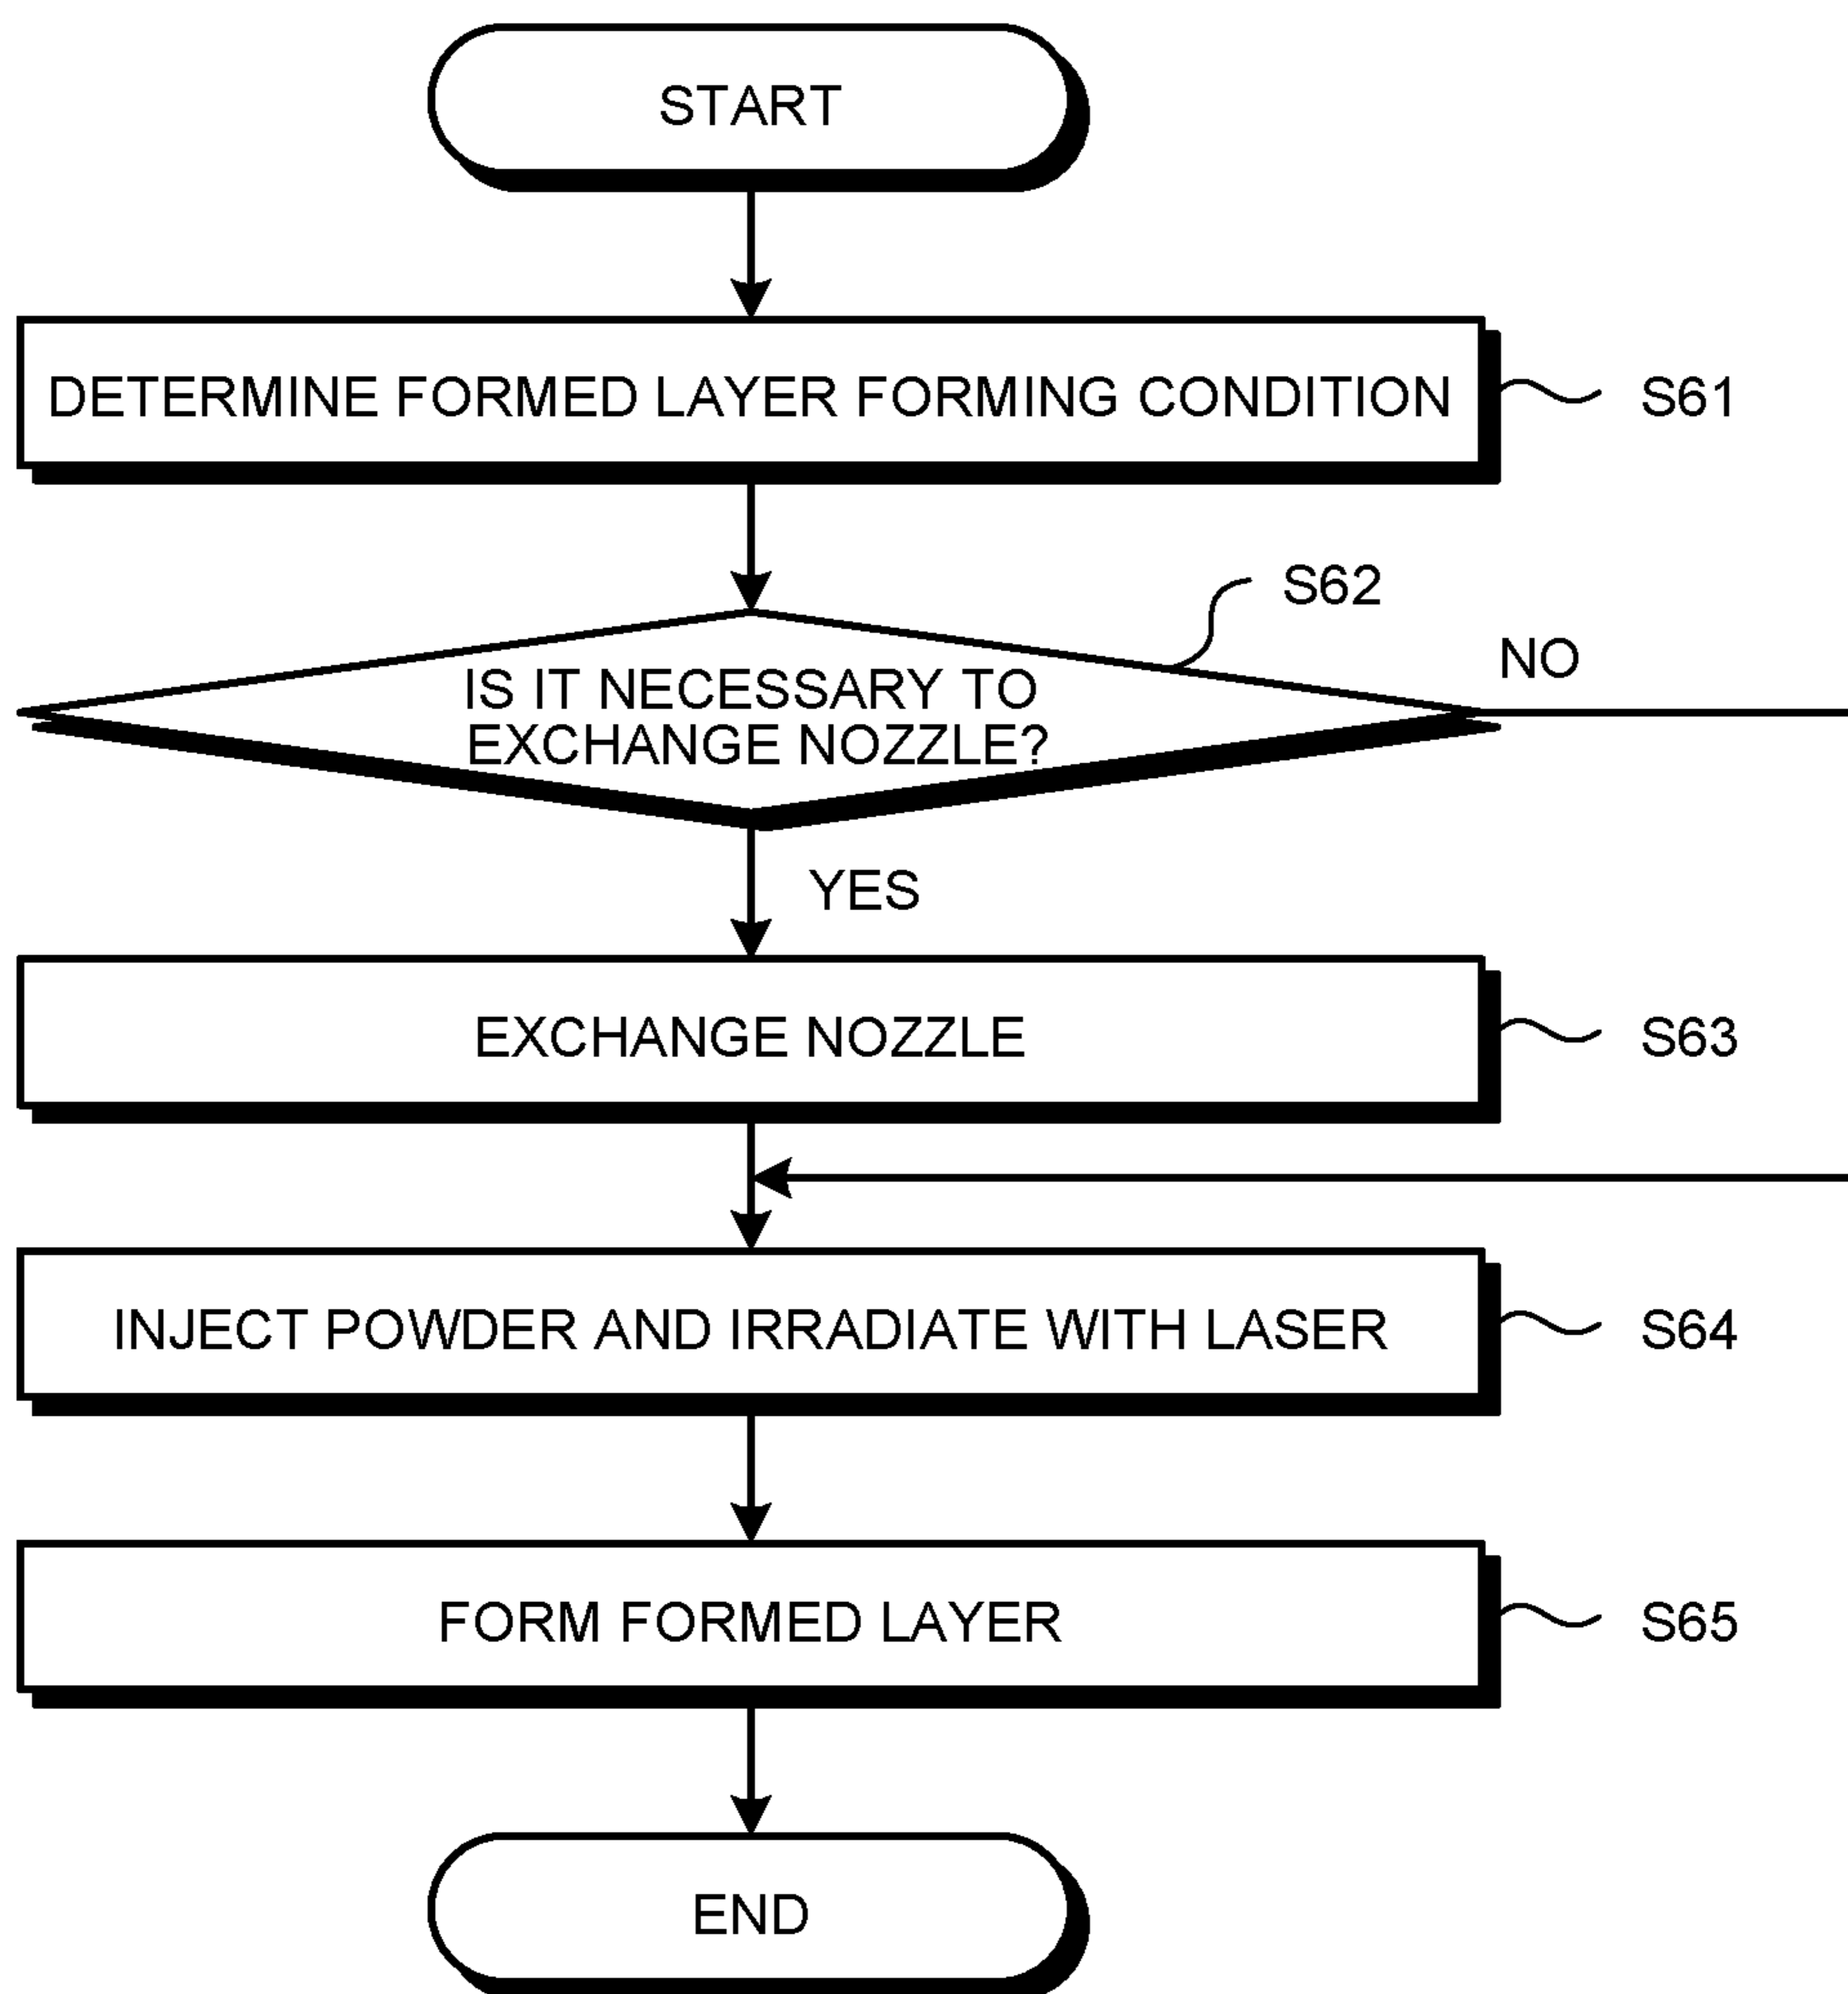 START
DETERMINE FORMED LAYER FORMING CONDITION
S61
S62
IS IT NECESSARY TO
EXCHANGE NOZZLE?
NO
YES
EXCHANGE NOZZLE
S63
INJECT POWDER AND IRRADIATE WITH LASER
S64
FORM FORMED LAYER
S65
END